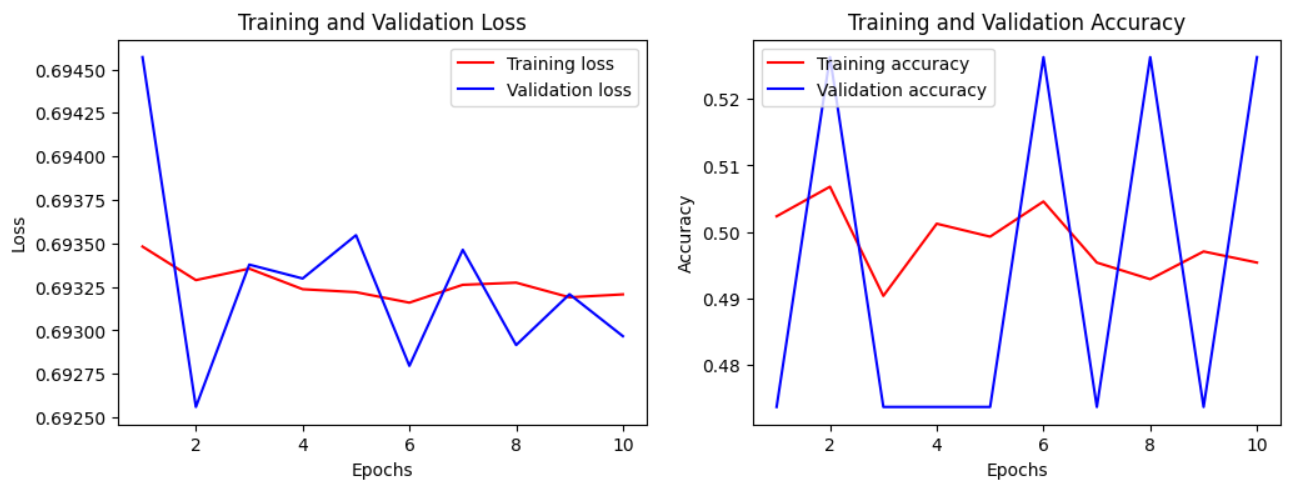 Training and Validation Loss
0.69450
0.69425
0.69400
0.69375
0.69350
0.69325
0.69300
0.69275
0.69250
Loss
Training loss
Validation loss
2 4 6 8 10
Epochs
Training and Validation Accuracy
0.52
0.51
0.50
0.49
0.48
Accuracy
Training accuracy
Validation accuracy
2 4 6 8 10
Epochs